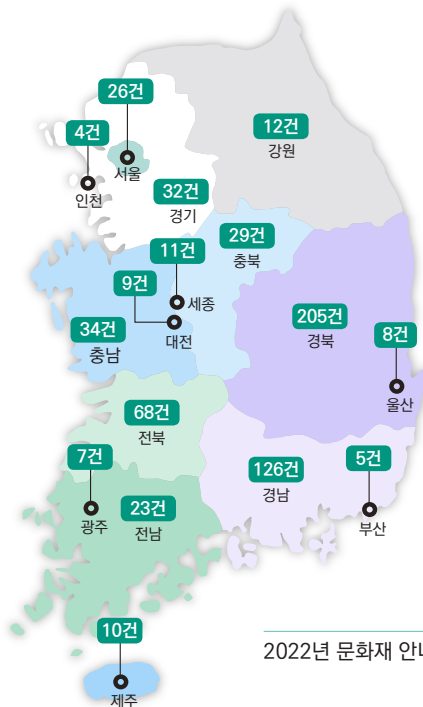 26건
서울
4건
인천
12건
강원
32건
경기
29건
충북
11건
세종
9건
대전
34건
충남
205건
경북
8건
울산
68건
전북
7건
광주
23건
전남
126건
경남
5건
부산
10건
제주
2022년 문화재